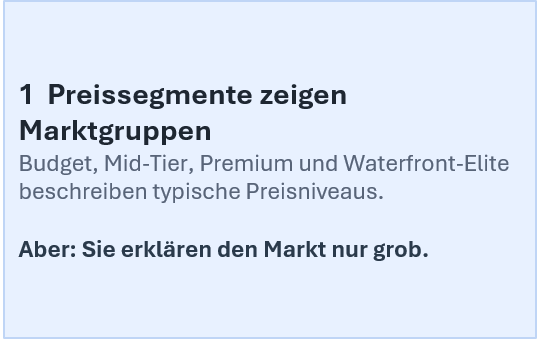 1 Preissegmente zeigen
Marktgruppen
Budget, Mid-Tier, Premium und Waterfront-Elite
beschreiben typische Preisniveaus.
Aber: Sie erklären den Markt nur grob.